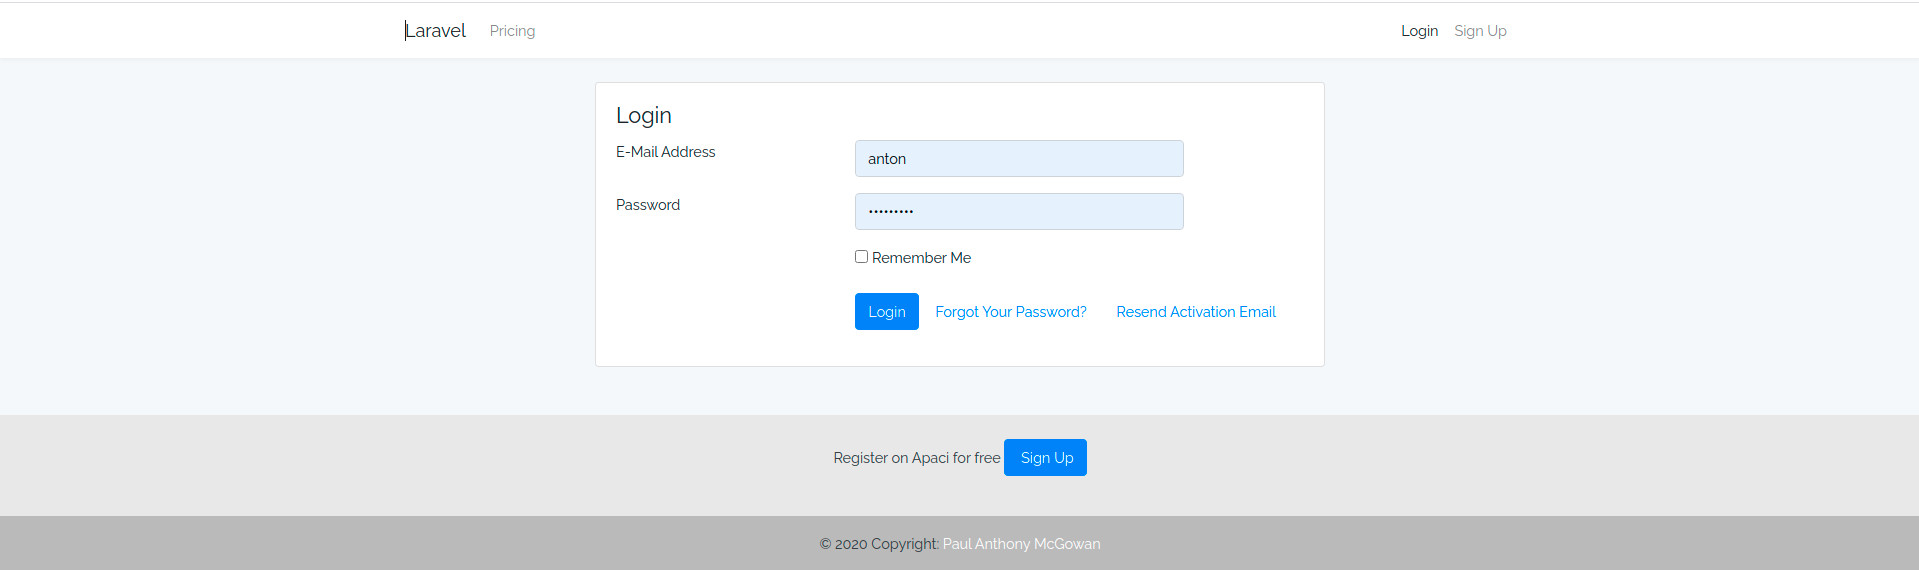 Laravel Pricing Login Sign Up
Login
E-Mail Address anton
Password •••••••••
Remember Me
Login Forgot Your Password? Resend Activation Email
Register on Apaci for free Sign Up
© 2020 Copyright: Paul Anthony McGowan